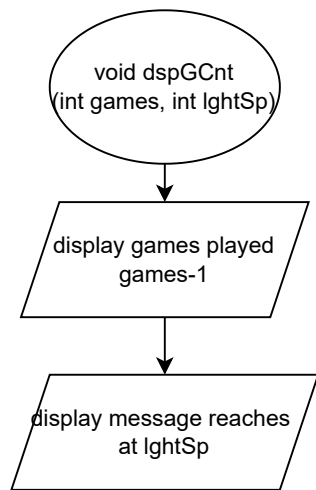 void dspGCnt
(int games, int lghtSp)
display games played
games-1
display message reaches
at lghtSp